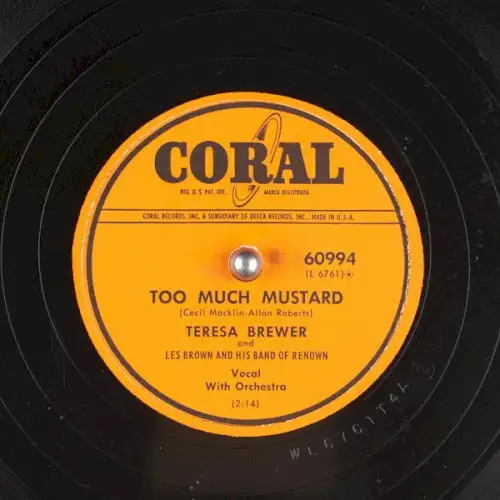 CORAL
REG. U.S. PAT. OFF. MARCA REGISTRADA
CORAL RECORDS, INC., A SUBSIDIARY OF DECCA RECORDS, INC., MADE IN U.S.A.
60994
(L 6761)
TOO MUCH MUSTARD
(Cecil Macklin-Allan Roberts)
TERESA BREWER
and
LES BROWN AND HIS BAND OF RENOWN
Vocal
With Orchestra
(2:14)